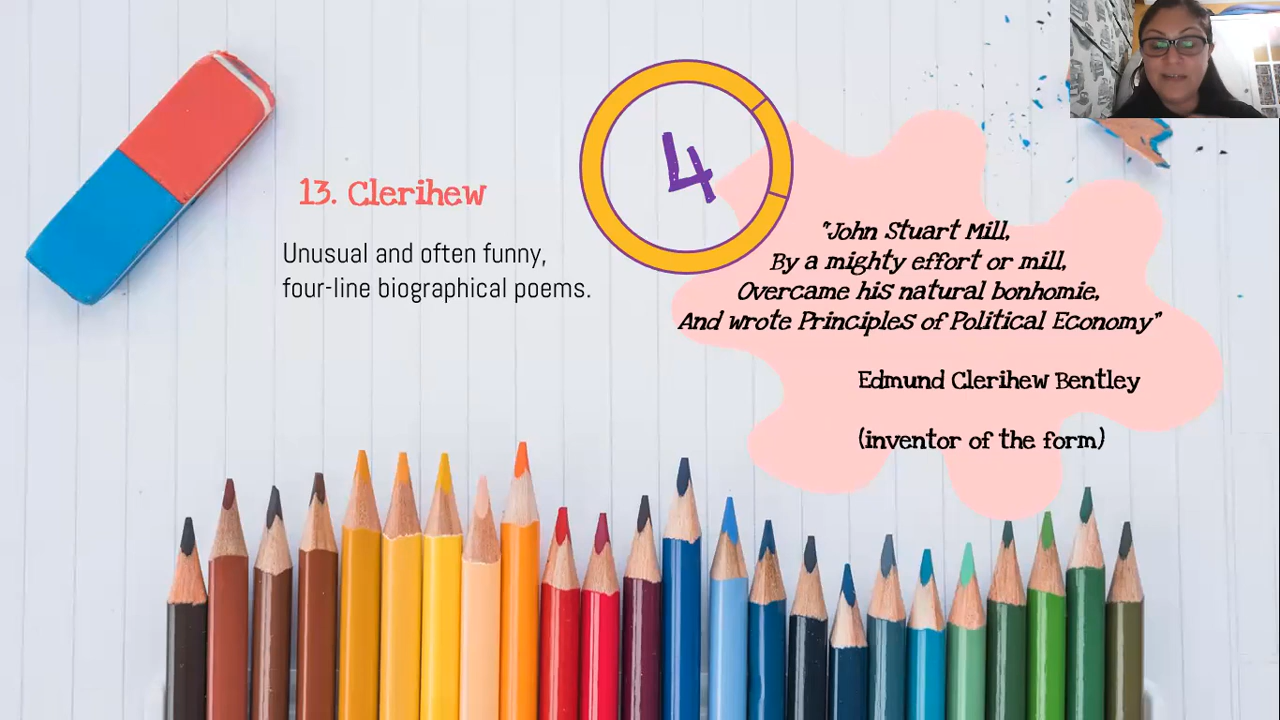 4
13. Clerihew
Unusual and often funny,
four-line biographical poems.
"John Stuart Mill,
By a mighty effort or mill,
Overcame his natural bonhomie,
And wrote Principles of Political Economy"
Edmund Clerihew Bentley
(inventor of the form)